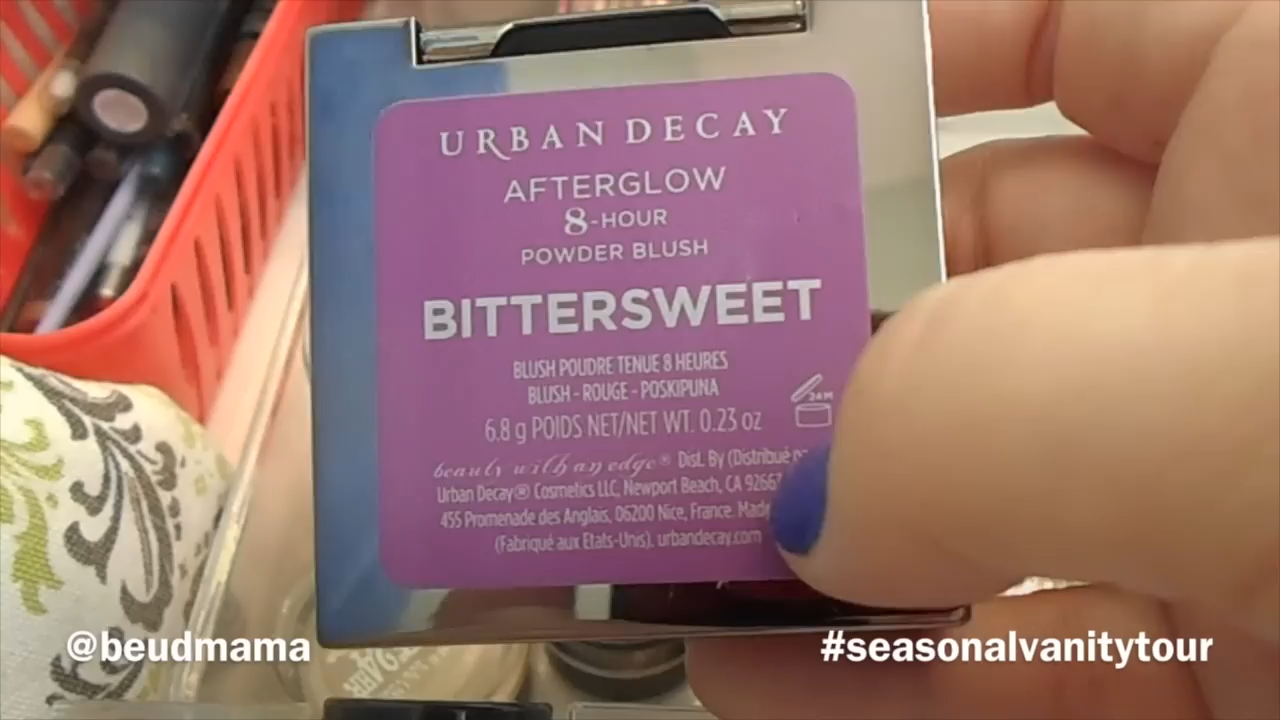 URBAN DECAY
AFTERGLOW
8-HOUR
POWDER BLUSH
BITTERSWEET
BLUSH POUDRE TENUE 8 HEURES
BLUSH - ROUGE - POSKIPUNA
24M
6.8 g POIDS NET/NET WT. 0.23 oz
beauty with an edge® Dist. By (Distribué
Urban Decay® Cosmetics LLC, Newport Beach, CA 92663
455 Promenade des Anglais, 06200 Nice, France. Made
(Fabriqué aux Etats-Unis). urbandecay.com
@beudmama
#seasonalvanitytour